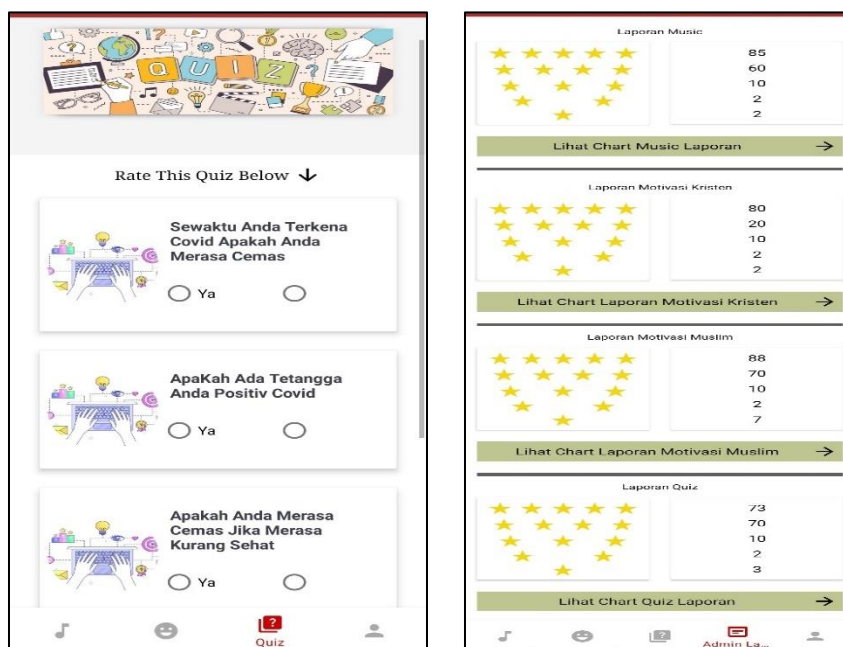 QUIZ
Rate This Quiz Below ↓
Sewaktu Anda Terkena
Covid Apakah Anda
Merasa Cemas
Ya
ApaKah Ada Tetangga
Anda Positiv Covid
Ya
Apakah Anda Merasa
Cemas Jika Merasa
Kurang Sehat
Ya
Quiz
Laporan Music
85
60
10
2
2
Lihat Chart Music Laporan →
Laporan Motivasi Kristen
80
20
10
2
2
Lihat Chart Laporan Motivasi Kristen →
Laporan Motivasi Muslim
88
70
10
2
7
Lihat Chart Laporan Motivasi Muslim →
Laporan Quiz
73
70
10
2
3
Lihat Chart Quiz Laporan →
Admin La...